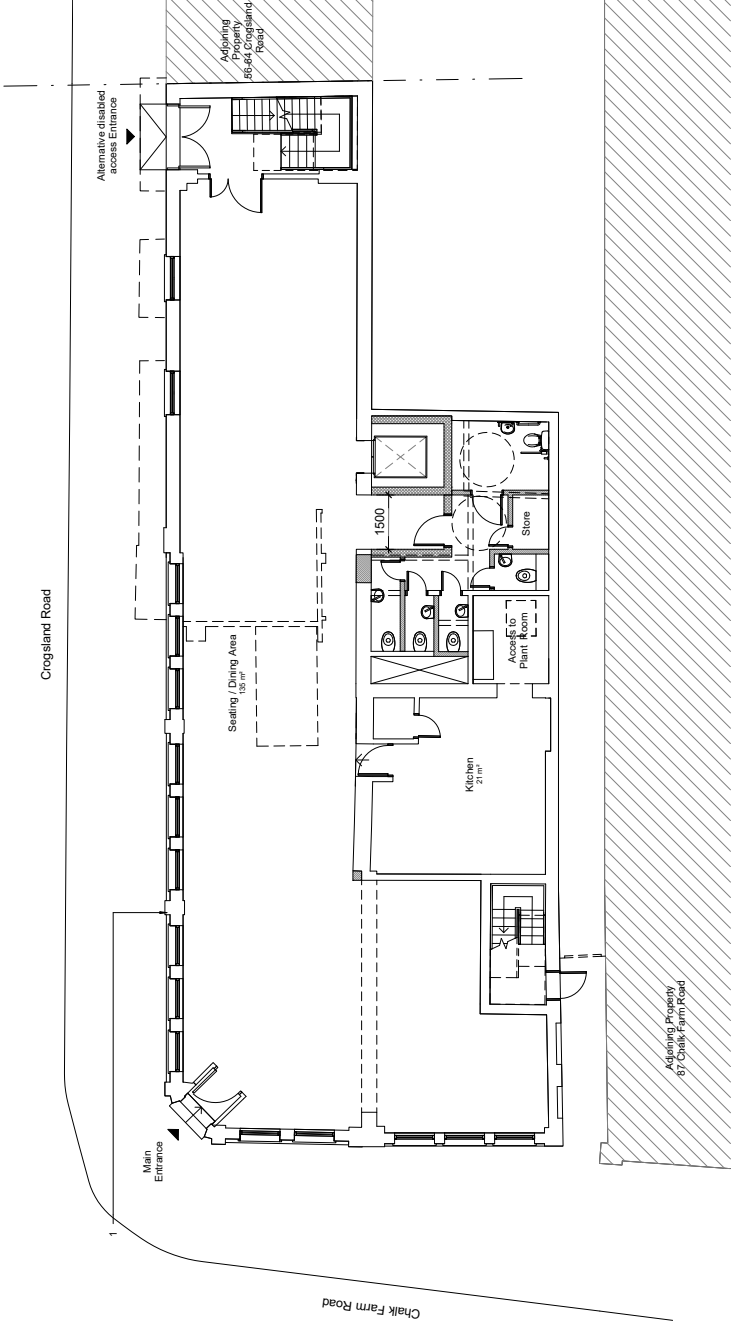 Adjoining
Property
56-64 Crogsland
Road
Alternative disabled
access Entrance
Crogsland Road
1500
Store
Seating / Dining Area
135 m²
Access to
Plant Room
Kitchen
21 m²
Main
Entrance
1
Adjoining Property
87 Chalk Farm Road
Chalk Farm Road